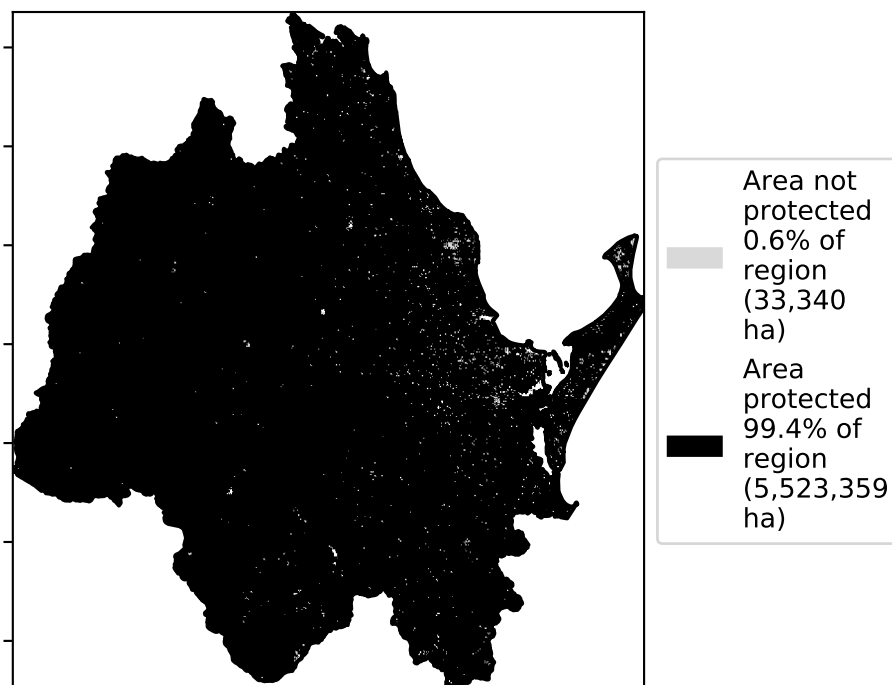 Area not
protected
0.6% of
region
(33,340
ha)
Area
protected
99.4% of
region
(5,523,359
ha)